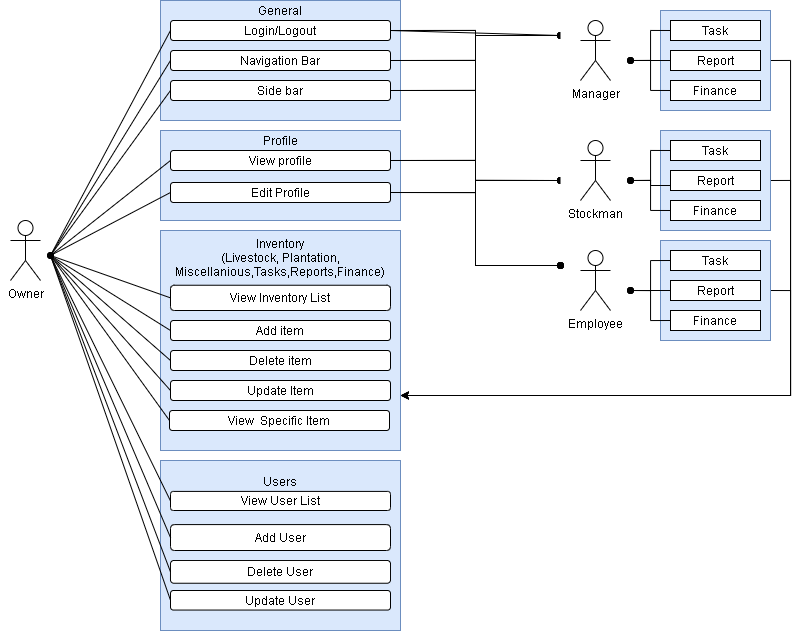 General
Login/Logout
Navigation Bar
Side bar
Profile
View profile
Edit Profile
Inventory
(Livestock, Plantation,
Miscellanious,Tasks,Reports,Finance)
View Inventory List
Add item
Delete item
Update Item
View Specific Item
Users
View User List
Add User
Delete User
Update User
Owner
Manager
Task
Report
Finance
Stockman
Task
Report
Finance
Employee
Task
Report
Finance